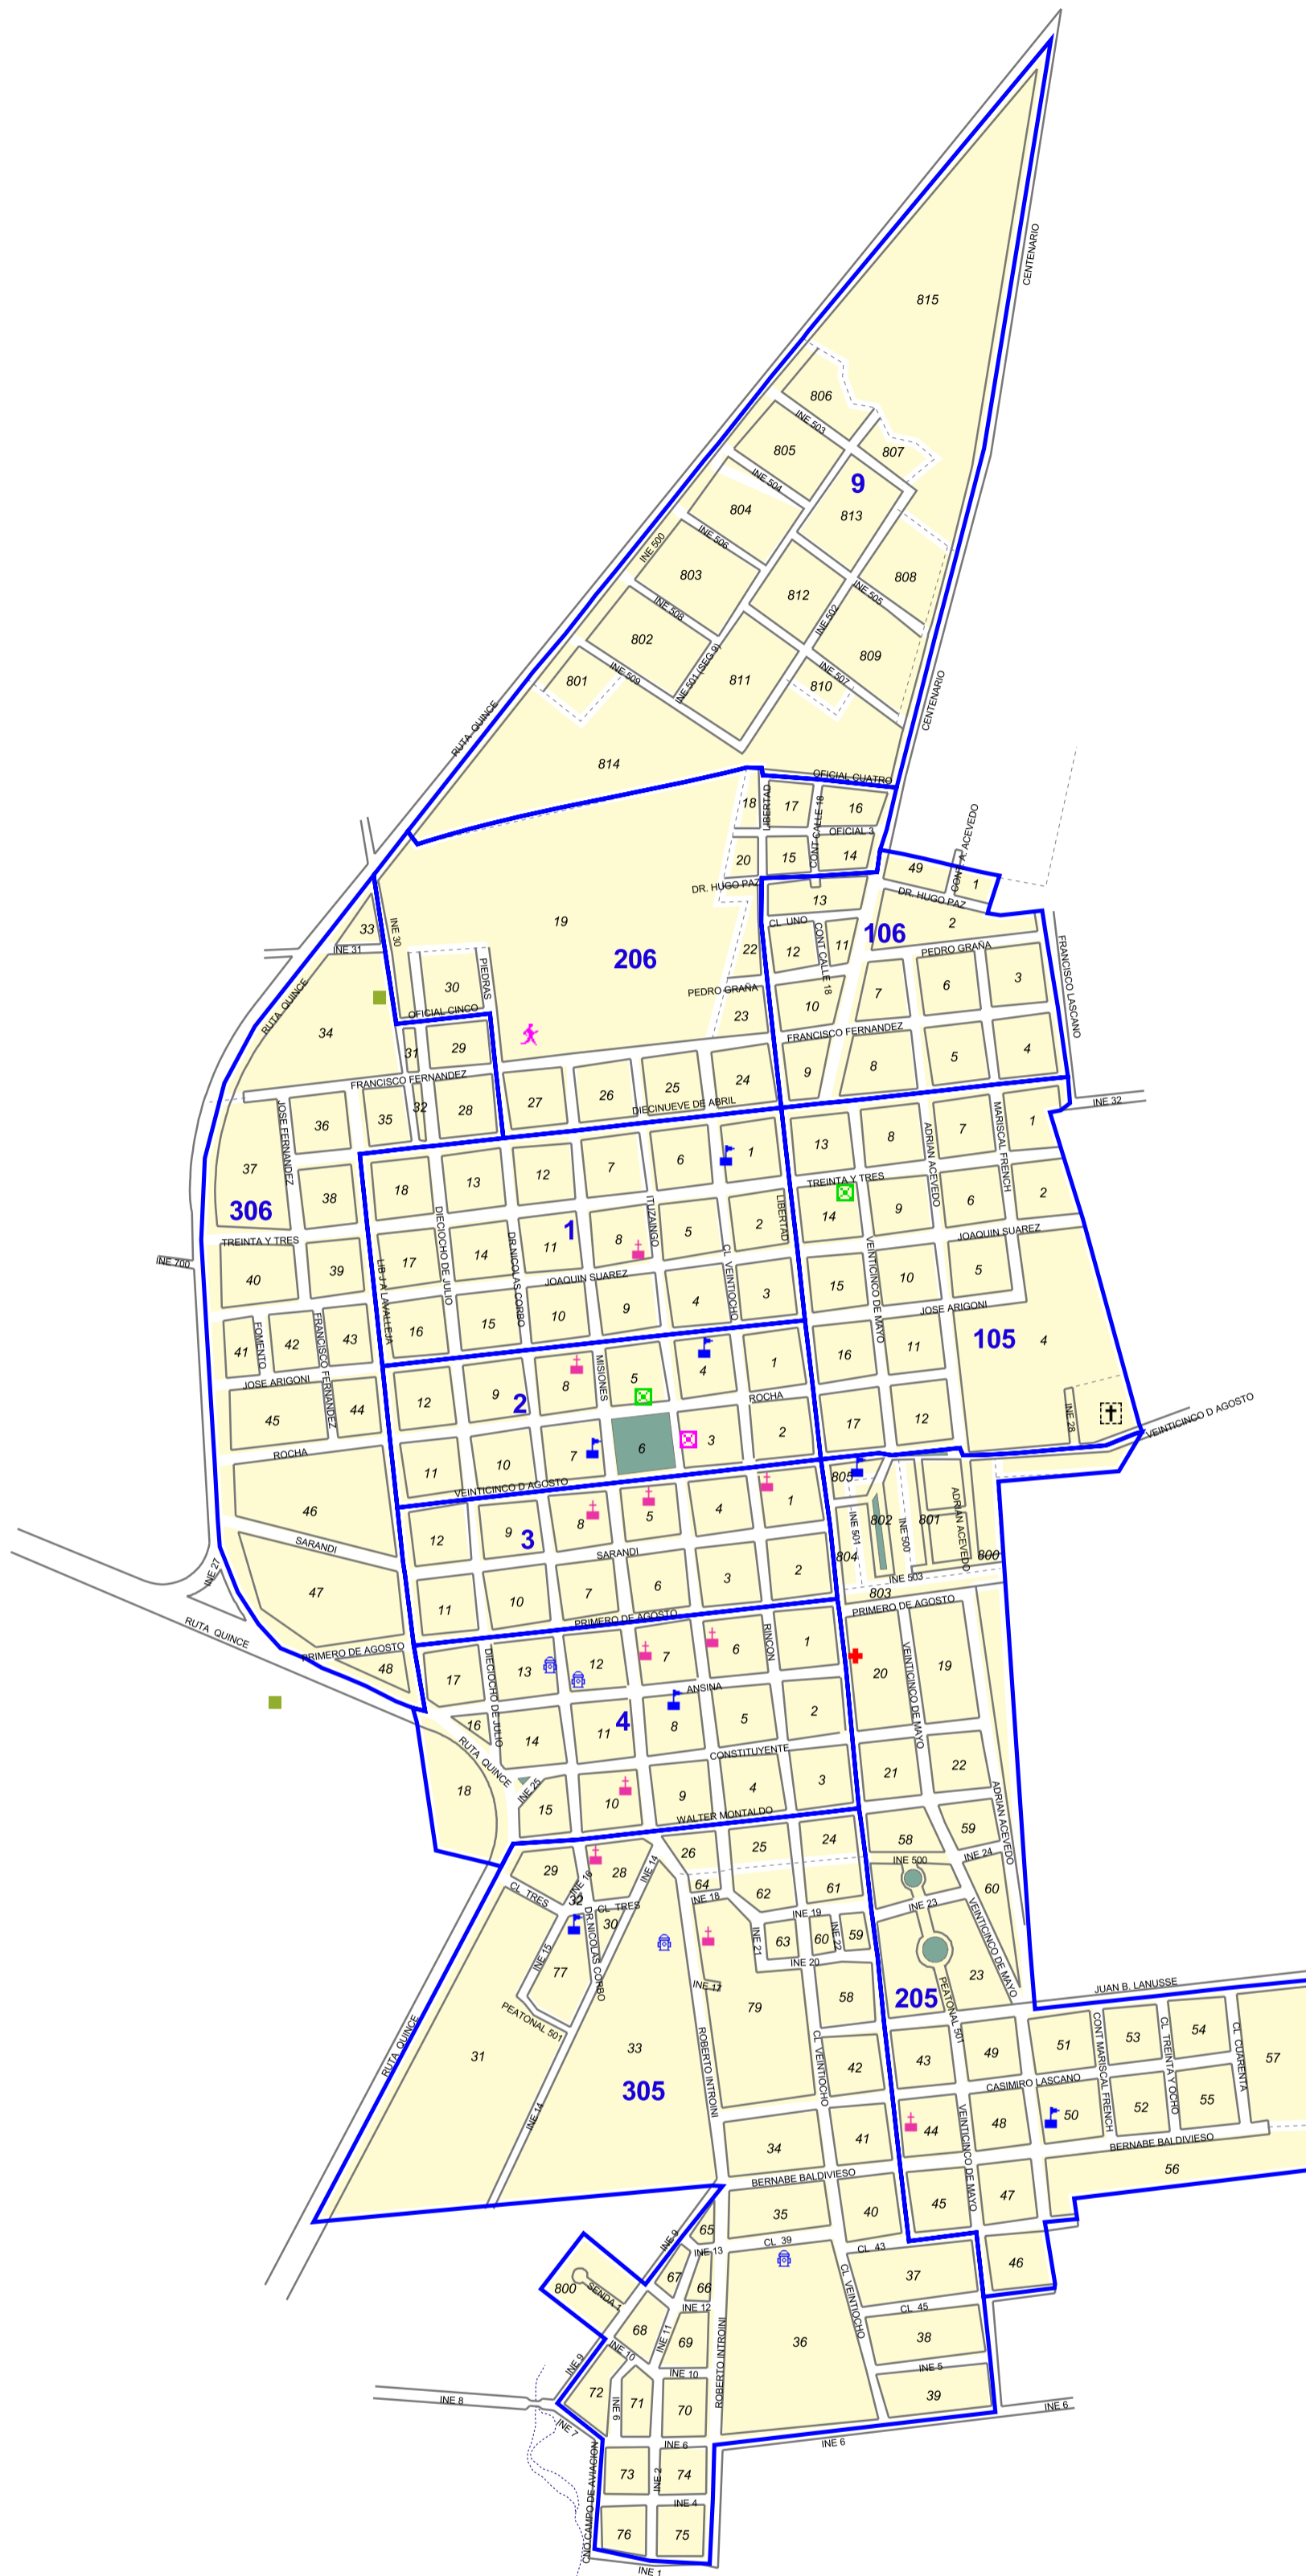 CENTENARIO
815
806
INE 503
805
807
INE 504
9
804
813
INE 506
INE 500
803
808
812
INE 505
INE 508
INE 502
802
809
INE 501 (SEG 9)
801
INE 509
811
INE 507
810
CENTENARIO
RUTA QUINCE
814
OFICIAL CUATRO
18
LIBERTAD
17
CONT CALLE 18
16
OFICIAL 3
20
15
14
49
CONT. A. ACEVEDO
1
DR. HUGO PAZ
DR. HUGO PAZ
13
19
206
CL. UNO
106
2
33
INE 30
INE 31
22
12
CONT CALLE 18
11
PEDRO GRAÑA
FRANCISCO LASCANO
30
PIEDRAS
PEDRO GRAÑA
10
7
6
3
RUTA QUINCE
34
OFICIAL CINCO
23
FRANCISCO FERNANDEZ
31
29
9
8
5
4
FRANCISCO FERNANDEZ
24
25
26
27
28
32
35
36
JOSE FERNANDEZ
DIECINUEVE DE ABRIL
INE 32
37
38
306
18
13
12
7
6
1
13
8
ADRIAN ACEVEDO
7
MARISCAL FRENCH
1
TREINTA Y TRES
14
9
6
2
TREINTA Y TRES
INE 700
40
39
LIB J A LAVALLEJA
17
DIECIOCHO DE JULIO
14
DR.NICOLAS CORBO
11
1
8
ITUZAINGO
5
2
LIBERTAD
CL. VEINTIOCHO
VEINTICINCO DE MAYO
JOAQUIN SUAREZ
5
JOAQUIN SUAREZ
16
15
10
9
4
3
15
10
JOSE ARIGONI
105
4
41
FOMENTO
42
FRANCISCO FERNANDEZ
43
16
11
JOSE ARIGONI
44
45
12
9
2
8
MISIONES
5
4
1
ROCHA
17
12
INE 28
VEINTICINCO D AGOSTO
ROCHA
11
10
7
6
3
2
VEINTICINCO D AGOSTO
46
SARANDI
12
9
3
8
5
4
1
805
INE 501
802
INE 500
801
ADRIAN ACEVEDO
800
804
INE 503
803
SARANDI
INE 27
47
11
10
7
6
3
2
PRIMERO DE AGOSTO
PRIMERO DE AGOSTO
RUTA QUINCE
PRIMERO DE AGOSTO
48
17
DIECIOCHO DE JULIO
13
12
7
6
RINCON
1
20
VEINTICINCO DE MAYO
19
ANSINA
16
14
11
4
8
5
2
RUTA QUINCE
CONSTITUYENTE
18
INE 25
15
10
9
4
3
21
22
ADRIAN ACEVEDO
WALTER MONTALDO
24
25
26
58
59
INE 24
29
INE 16
28
INE 14
64
62
61
INE 500
60
CL. TRES
32
CL. TRES
30
INE 18
INE 19
INE 23
VEINTICINCO DE MAYO
DR.NICOLAS CORBO
INE 15
77
INE 21
63
60
INE 22
59
INE 20
23
PEATONAL 501
INE 17
79
58
205
PEATONAL 501
JUAN B. LANUSSE
RUTA QUINCE
31
33
ROBERTO INTROINI
CL. VEINTIOCHO
42
43
49
51
CONT MARISCAL FRENCH
53
CL. TREINTA Y OCHO
54
CL. CUARENTA
57
305
CASIMIRO LASCANO
INE 14
34
41
44
VEINTICINCO DE MAYO
48
50
52
55
BERNABE BALDIVIESO
BERNABE BALDIVIESO
56
35
40
45
47
65
INE 9
CL. 39
CL. 43
46
INE 13
67
66
37
800
SENDA 1
INE 12
CL. VEINTIOCHO
CL. 45
68
INE 11
69
36
38
INE 10
INE 10
INE 5
INE 9
72
INE 6
71
70
ROBERTO INTROINI
39
INE 8
INE 7
INE 6
INE 6
INE 6
CNO.CAMPO DE AVIACION
73
INE 2
74
INE 4
76
75
INE 1